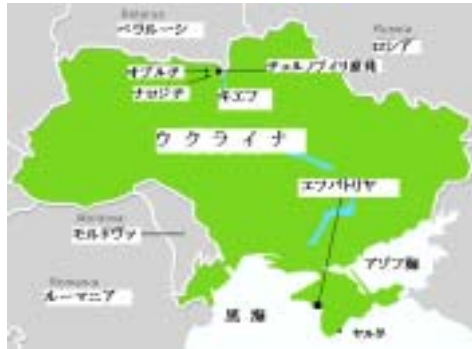 Belarus
ベラルーシ
Russia
ロシア
オブルチ
チェルノブイリ原発
ナロジチ
キエフ
ウクライナ
エフパトリヤ
Moldova
モルドヴァ
アゾフ海
Romania
ルーマニア
黒海
ヤルタ